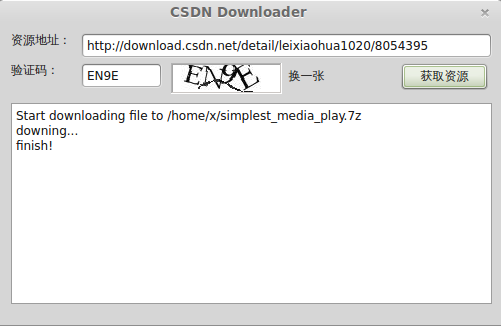 CSDN Downloader
资源地址： http://download.csdn.net/detail/leixiaohua1020/8054395
验证码： EN9E EN9E 换一张 获取资源
Start downloading file to /home/x/simplest_media_play.7z
downing...
finish!